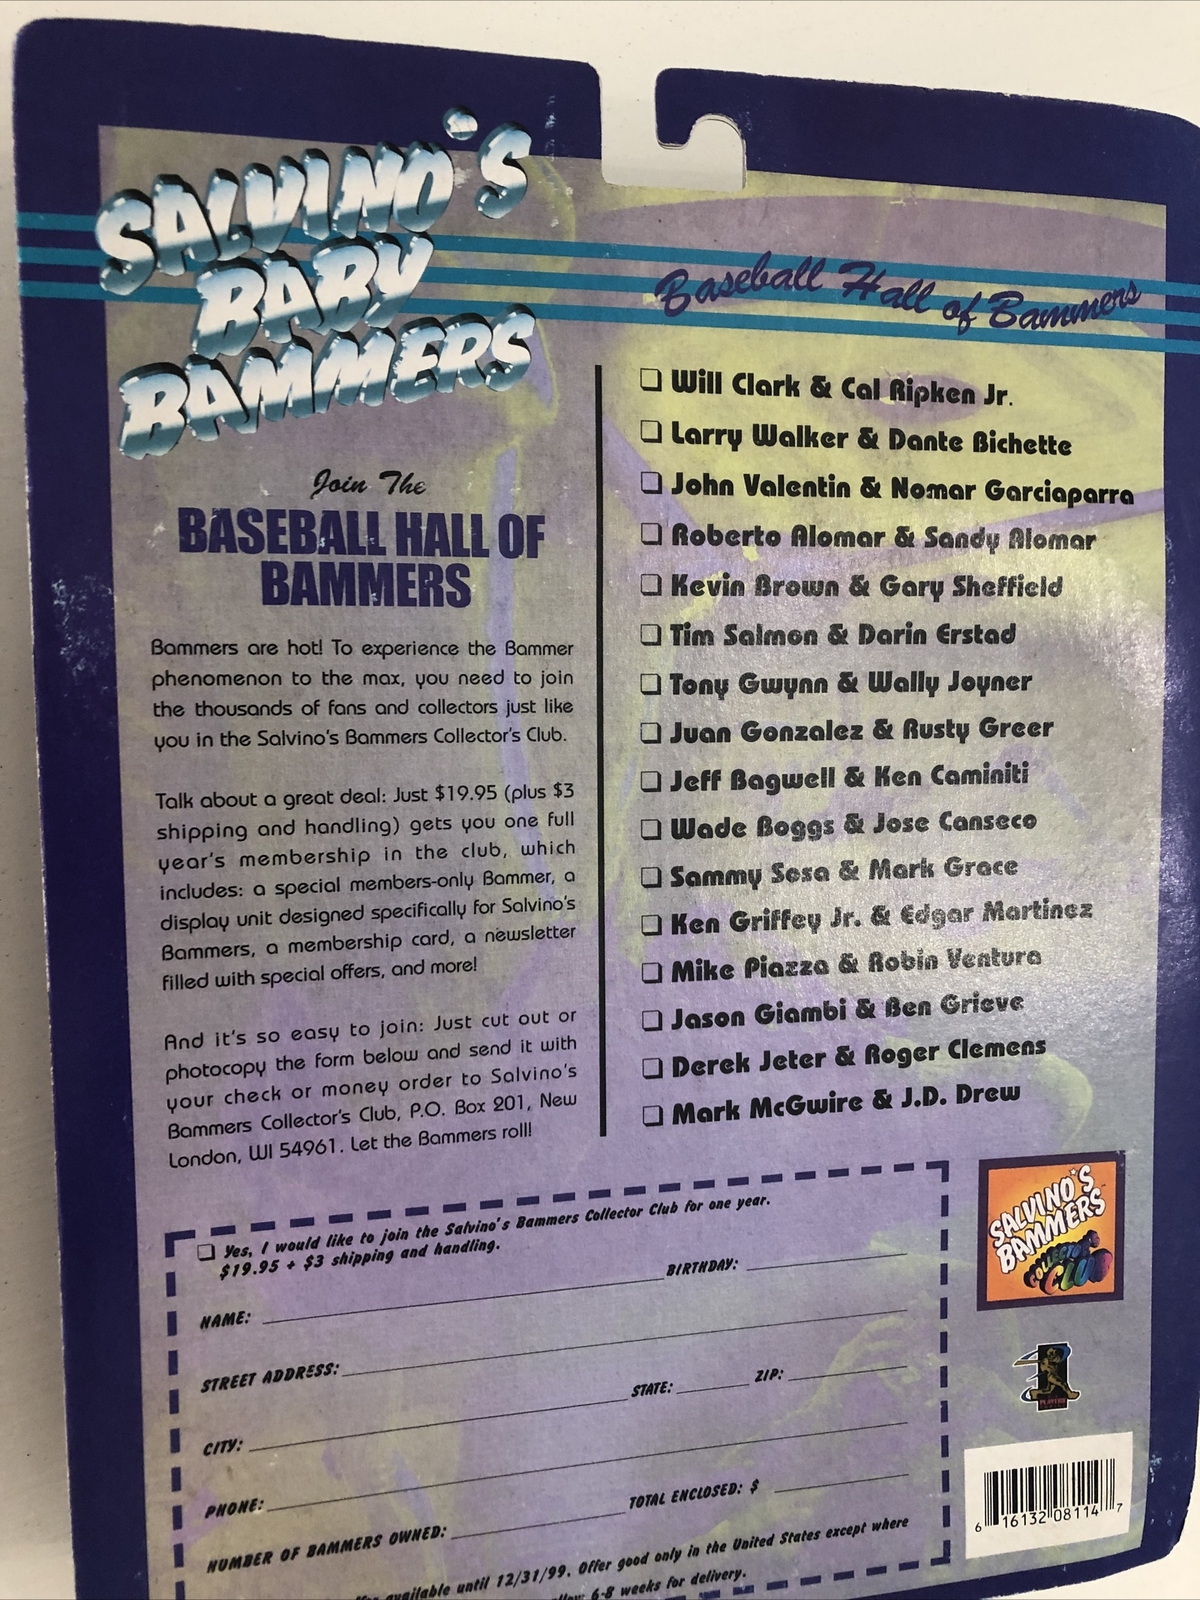 SALVINO'S
BABY
BAMMERS
Join The
BASEBALL HALL OF
BAMMERS
Bammers are hot! To experience the Bammer
phenomenon to the max, you need to join
the thousands of fans and collectors just like
you in the Salvino's Bammers Collector's Club.
Talk about a great deal: Just $19.95 (plus $3
shipping and handling) gets you one full
year's membership in the club, which
includes: a special members-only Bammer, a
display unit designed specifically for Salvino's
Bammers, a membership card, a newsletter
filled with special offers, and more!
And it's so easy to join: Just cut out or
photocopy the form below and send it with
your check or money order to Salvino's
Bammers Collector's Club, P.O. Box 201, New
London, WI 54961. Let the Bammers roll!
Baseball Hall of Bammers
❏ Will Clark & Cal Ripken Jr.
❏ Larry Walker & Dante Bichette
❏ John Valentin & Nomar Garciaparra
❏ Roberto Alomar & Sandy Alomar
❏ Kevin Brown & Gary Sheffield
❏ Tim Salmon & Darin Erstad
❏ Tony Gwynn & Wally Joyner
❏ Juan Gonzalez & Rusty Greer
❏ Jeff Bagwell & Ken Caminiti
❏ Wade Boggs & Jose Canseco
❏ Sammy Sosa & Mark Grace
❏ Ken Griffey Jr. & Edgar Martinez
❏ Mike Piazza & Robin Ventura
❏ Jason Giambi & Ben Grieve
❏ Derek Jeter & Roger Clemens
❏ Mark McGwire & J.D. Drew
❏ Yes, I would like to join the Salvino's Bammers Collector Club for one year.
$19.95 + $3 shipping and handling.
NAME: BIRTHDAY:
STREET ADDRESS:
CITY: STATE: ZIP:
PHONE:
NUMBER OF BAMMERS OWNED: TOTAL ENCLOSED: $
available until 12/31/99. Offer good only in the United States except where
6-8 weeks for delivery.
SALVINO'S
BAMMERS
COLLECTOR'S
CLUB
PLAYERS
6 16132 08114 7